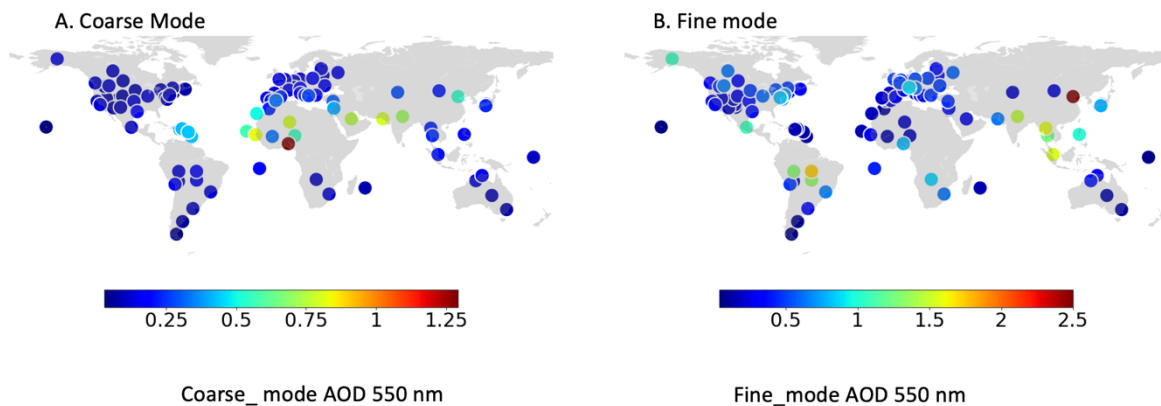 A. Coarse Mode
B. Fine mode
0.25 0.5 0.75 1 1.25
0.5 1 1.5 2 2.5
Coarse_ mode AOD 550 nm
Fine_mode AOD 550 nm